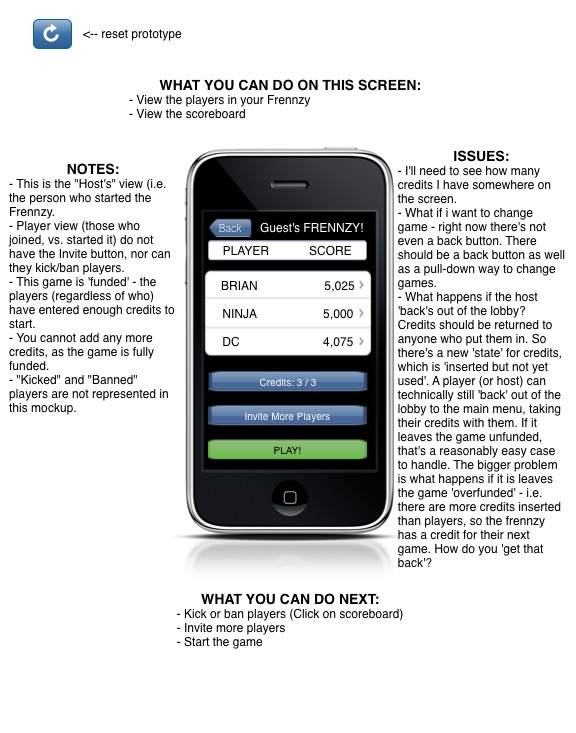 <-- reset prototype
WHAT YOU CAN DO ON THIS SCREEN:
- View the players in your Frennzy
- View the scoreboard
NOTES:
- This is the "Host's" view (i.e.
the person who started the
Frenzy.
- Player view (those who
joined, vs. started it) do not
have the Invite button, nor can
they kick/ban players.
- This game is 'funded' - the
players (regardless of who)
have entered enough credits to
start.
- You cannot add any more
credits, as the game is fully
funded.
- "Kicked" and "Banned"
players are not represented in
this mockup.
Back
Guest's FRENNZY!
PLAYER SCORE
BRIAN 5,025
NINJA 5,000
DC 4,075
Credits: 3 / 3
Invite More Players
PLAY!
ISSUES:
- I'll need to see how many
credits I have somewhere on
the screen.
- What if i want to change
game - right now there's not
even a back button. There
should be a back button as well
as a pull-down way to change
games.
- What happens if the host
'back's out of the lobby?
Credits should be returned to
anyone who put them in. So
there's a new 'state' for credits,
which is 'inserted but not yet
used'. A player (or host) can
technically still 'back' out of the
lobby to the main menu, taking
their credits with them. If it
leaves the game unfunded,
that's a reasonably easy case
to handle. The bigger problem
is what happens if it is leaves
the game 'overfunded' - i.e.
there are more credits inserted
than players, so the frennzy
has a credit for their next
game. How do you 'get that
back'?
WHAT YOU CAN DO NEXT:
- Kick or ban players (Click on scoreboard)
- Invite more players
- Start the game